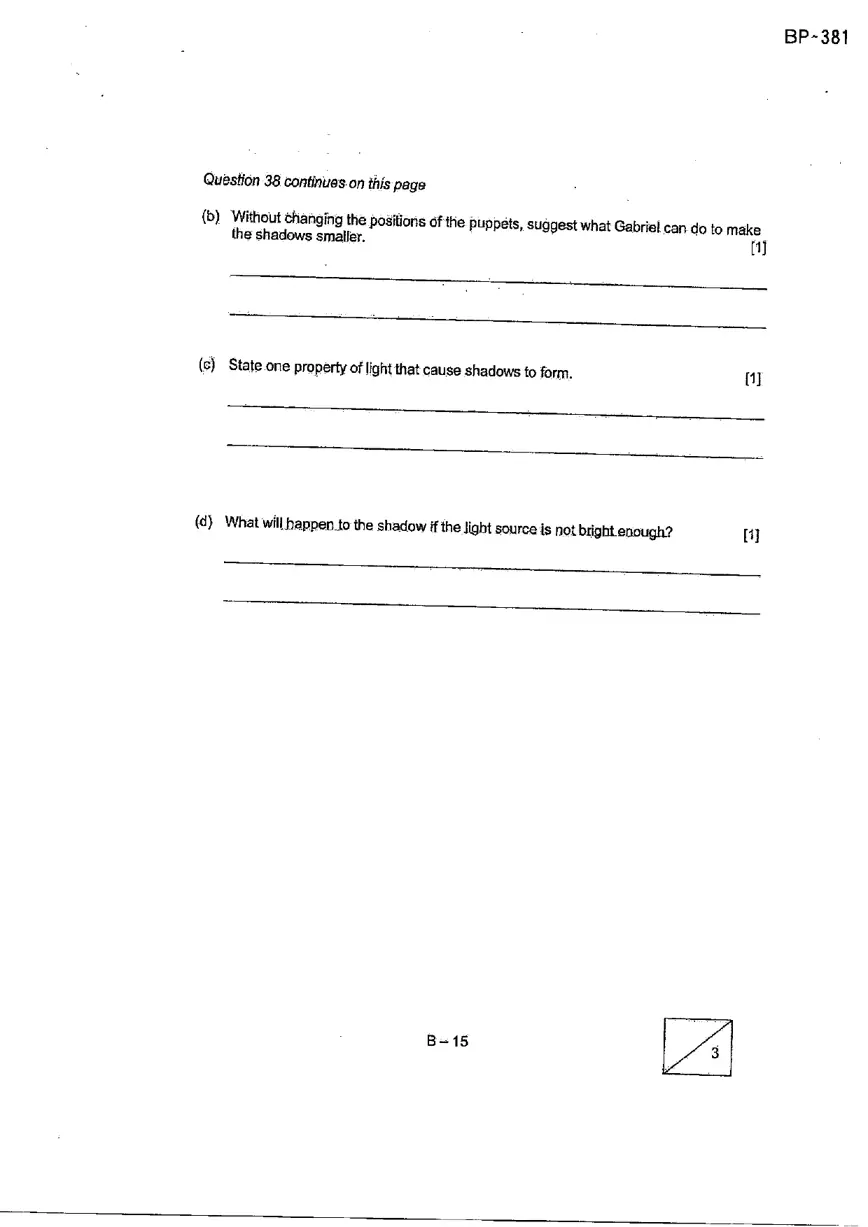 BP-381
Question 38 continues on this page
(b) Without changing the positions of the puppets, suggest what Gabriel can do to make
the shadows smaller. [1]
(c) State one property of light that cause shadows to form. [1]
(d) What will happen to the shadow if the light source is not bright enough? [1]
B – 15
3